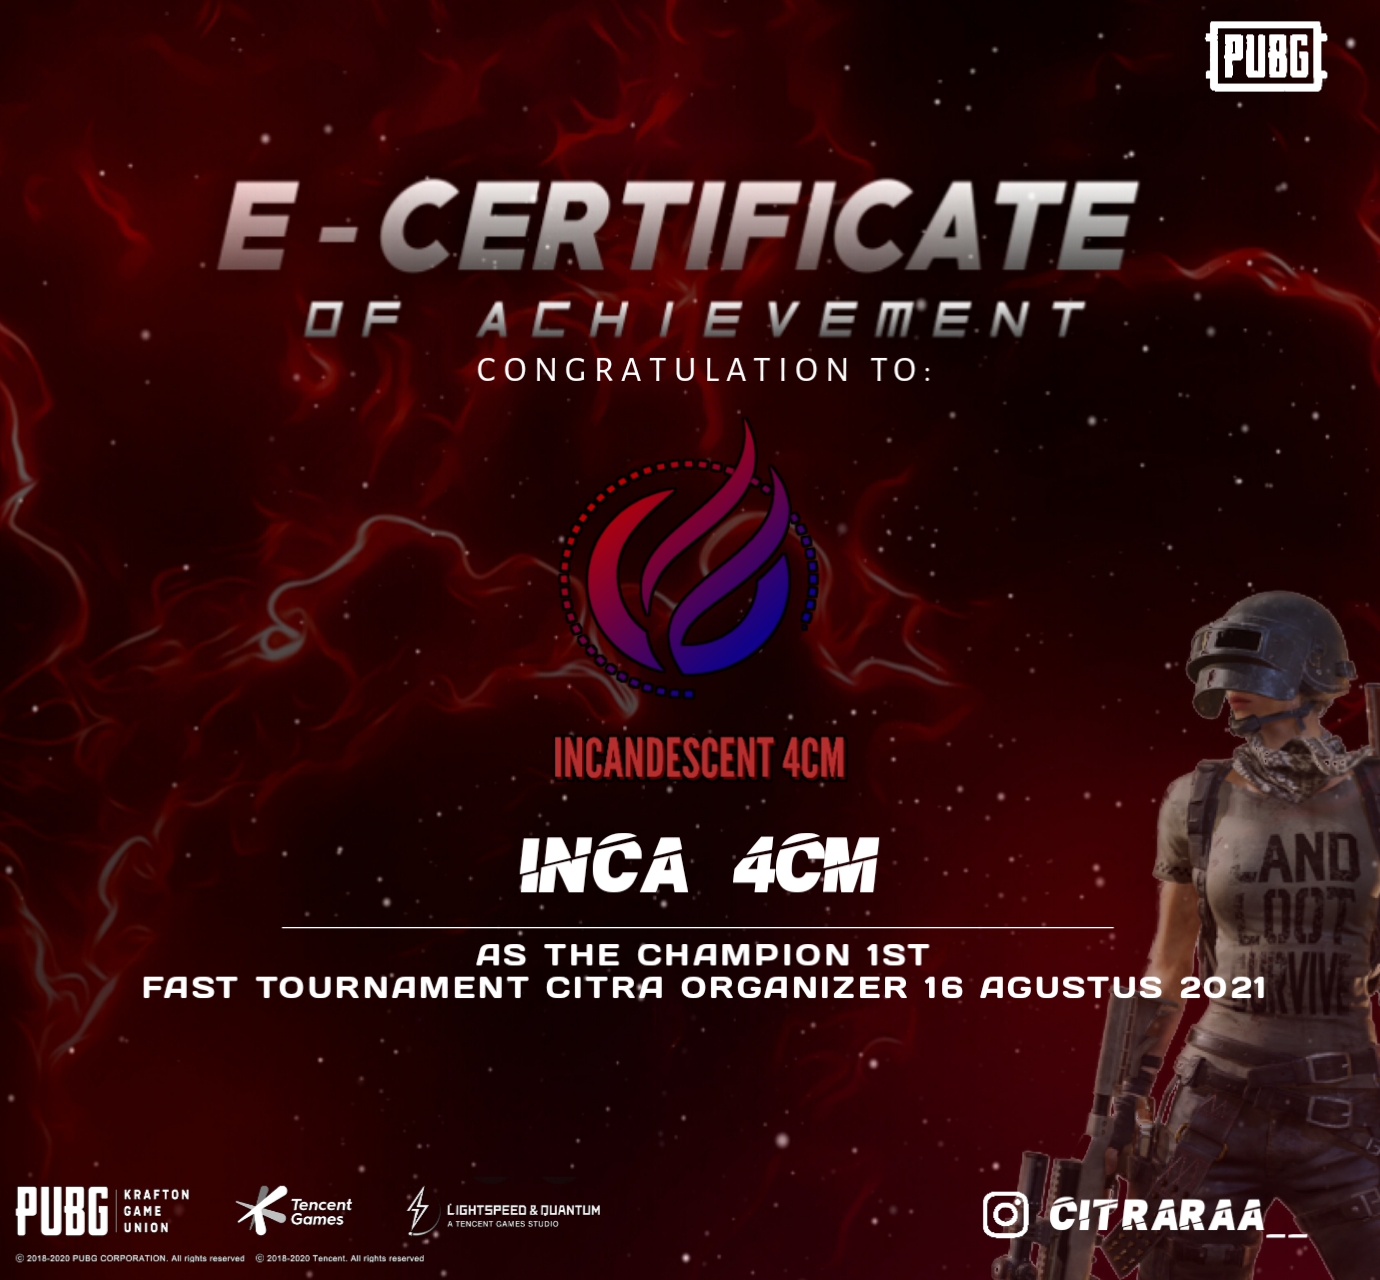 PUBG
E-CERTIFICATE
OF ACHIEVEMENT
CONGRATULATION TO:
INCANDESCENT 4CM
INCA 4CM
AS THE CHAMPION 1ST
FAST TOURNAMENT CITRA ORGANIZER 16 AGUSTUS 2021
LAND
LOOT
SURVIVE
PUBG
KRAFTON
GAME
UNION
Tencent
Games
LIGHTSPEED & QUANTUM
A TENCENT GAMES STUDIO
CITRARAA__
© 2018-2020 PUBG CORPORATION. All rights reserved © 2018-2020 Tencent. All rights reserved